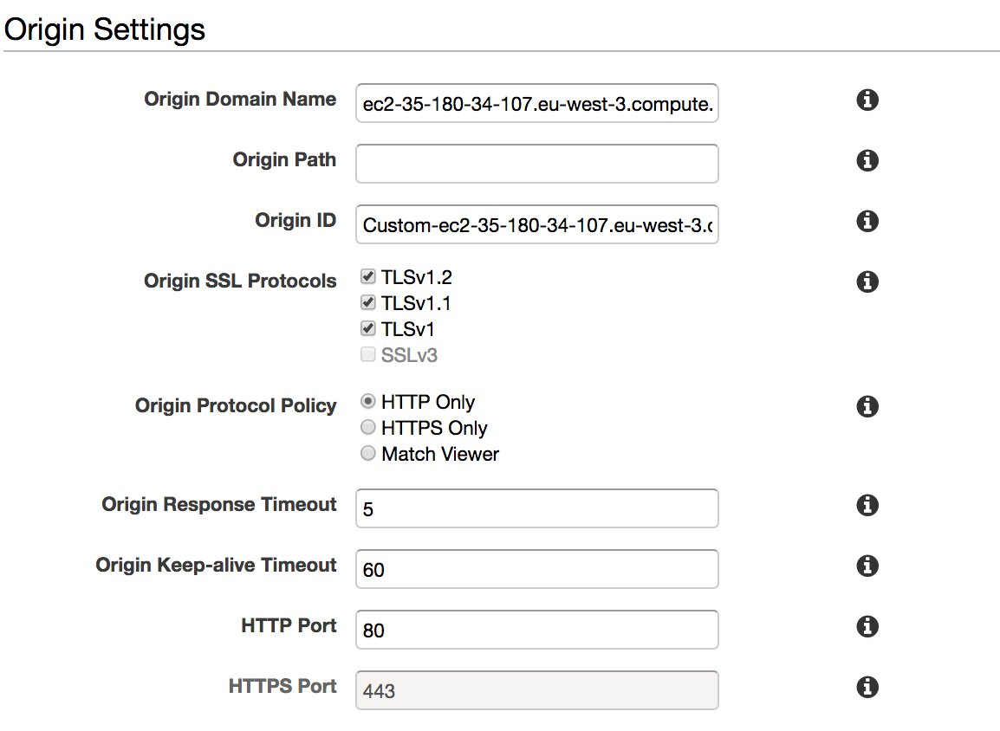 Origin Settings
Origin Domain Name ec2-35-180-34-107.eu-west-3.compute.
Origin Path
Origin ID Custom-ec2-35-180-34-107.eu-west-3.c
Origin SSL Protocols TLSv1.2
TLSv1.1
TLSv1
SSLv3
Origin Protocol Policy HTTP Only
HTTPS Only
Match Viewer
Origin Response Timeout 5
Origin Keep-alive Timeout 60
HTTP Port 80
HTTPS Port 443